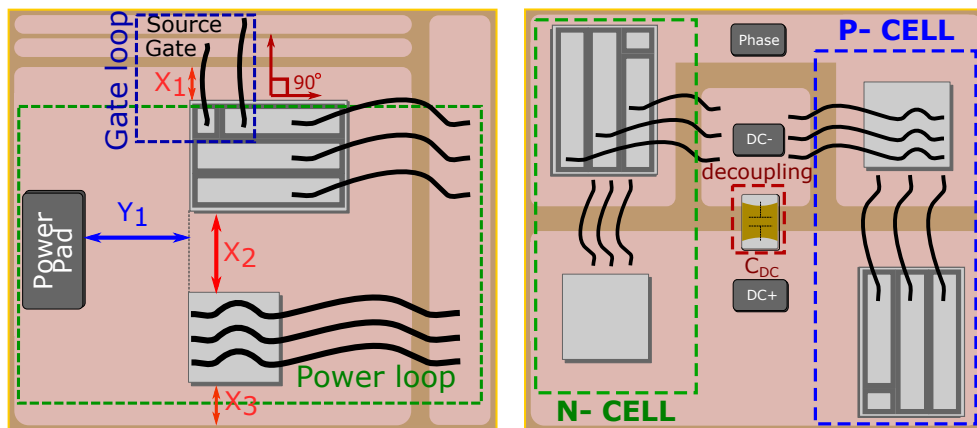 Source
Gate
Gate loop
X1
90°
Power
Pad
Y1
X2
Power loop
X3
Phase
P- CELL
DC-
decoupling
CDC
DC+
N- CELL